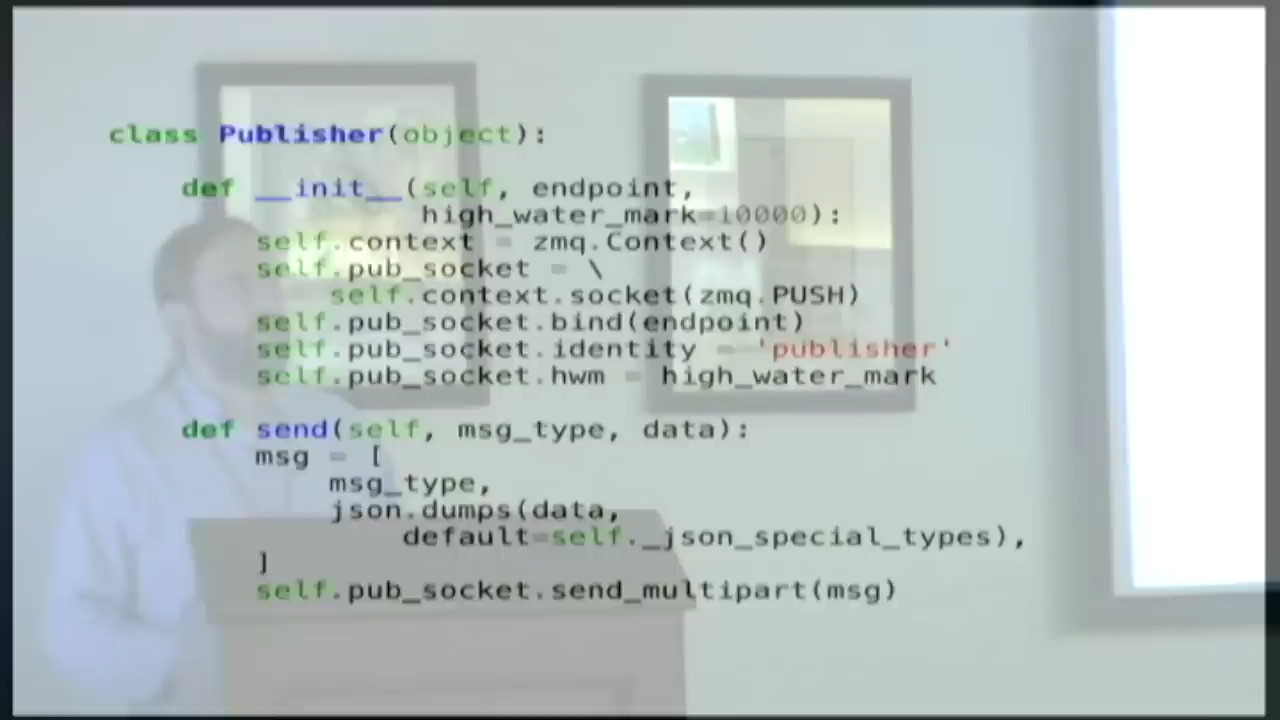 class Publisher(object):
def __init__(self, endpoint,
high_water_mark=10000):
self.context = zmq.Context()
self.pub_socket = \
self.context.socket(zmq.PUSH)
self.pub_socket.bind(endpoint)
self.pub_socket.identity = 'publisher'
self.pub_socket.hwm = high_water_mark
def send(self, msg_type, data):
msg = [
msg_type,
json.dumps(data,
default=self._json_special_types),
]
self.pub_socket.send_multipart(msg)